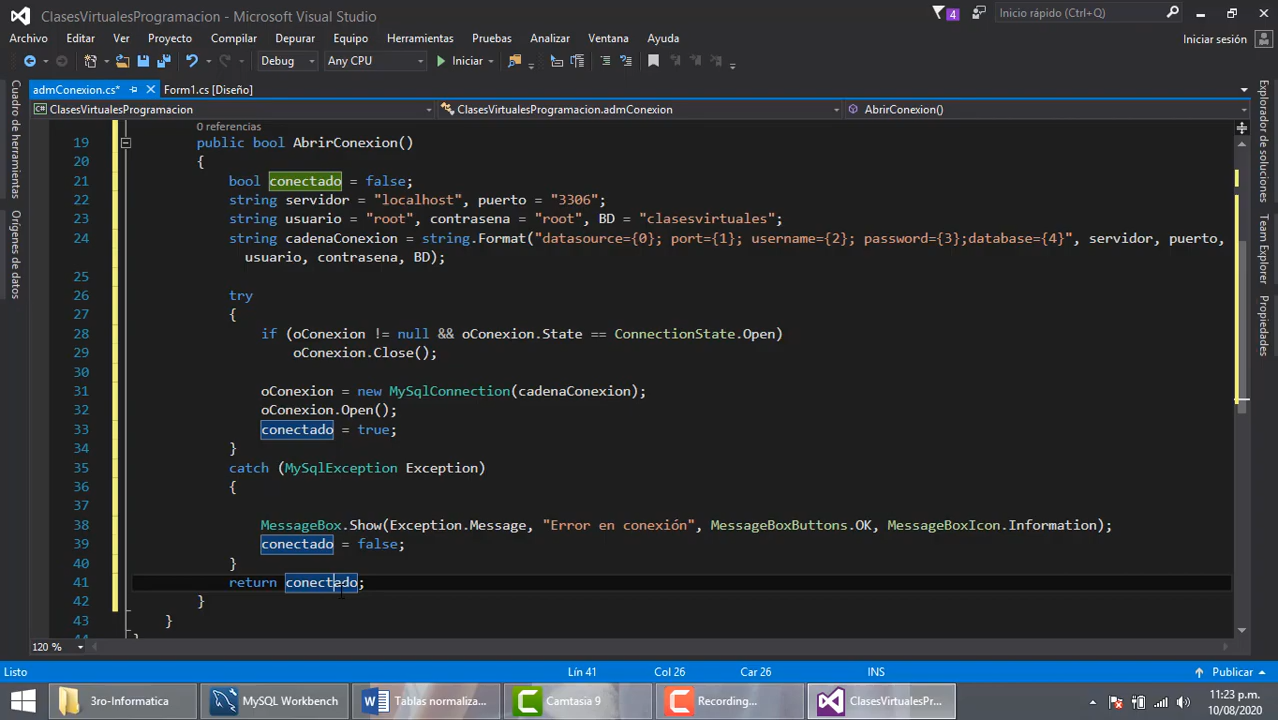 ClasesVirtualesProgramacion - Microsoft Visual Studio
4
Inicio rápido (Ctrl+Q)
Archivo Editar Ver Proyecto Compilar Depurar Equipo Herramientas Pruebas Analizar Ventana Ayuda
Iniciar sesión
Debug Any CPU Iniciar
admConexion.cs* Form1.cs [Diseño]
ClasesVirtualesProgramacion ClasesVirtualesProgramacion.admConexion AbrirConexion()
Cuadro de herramientas
Orígenes de datos
Explorador de soluciones
Team Explorer
Propiedades
0 referencias
19 public bool AbrirConexion()
20 {
21 bool conectado = false;
22 string servidor = "localhost", puerto = "3306";
23 string usuario = "root", contrasena = "root", BD = "clasesvirtuales";
24 string cadenaConexion = string.Format("datasource={0}; port={1}; username={2}; password={3};database={4}", servidor, puerto,
usuario, contrasena, BD);
25
26 try
27 {
28 if (oConexion != null && oConexion.State == ConnectionState.Open)
29 oConexion.Close();
30
31 oConexion = new MySqlConnection(cadenaConexion);
32 oConexion.Open();
33 conectado = true;
34 }
35 catch (MySqlException Exception)
36 {
37
38 MessageBox.Show(Exception.Message, "Error en conexión", MessageBoxButtons.OK, MessageBoxIcon.Information);
39 conectado = false;
40 }
41 return conectado;
42 }
43 }
44 }
120 %
Listo Lín 41 Col 26 Car 26 INS Publicar
3ro-Informatica MySQL Workbench Tablas normaliza... Camtasia 9 Recording... ClasesVirtualesPr...
11:23 p.m.
10/08/2020